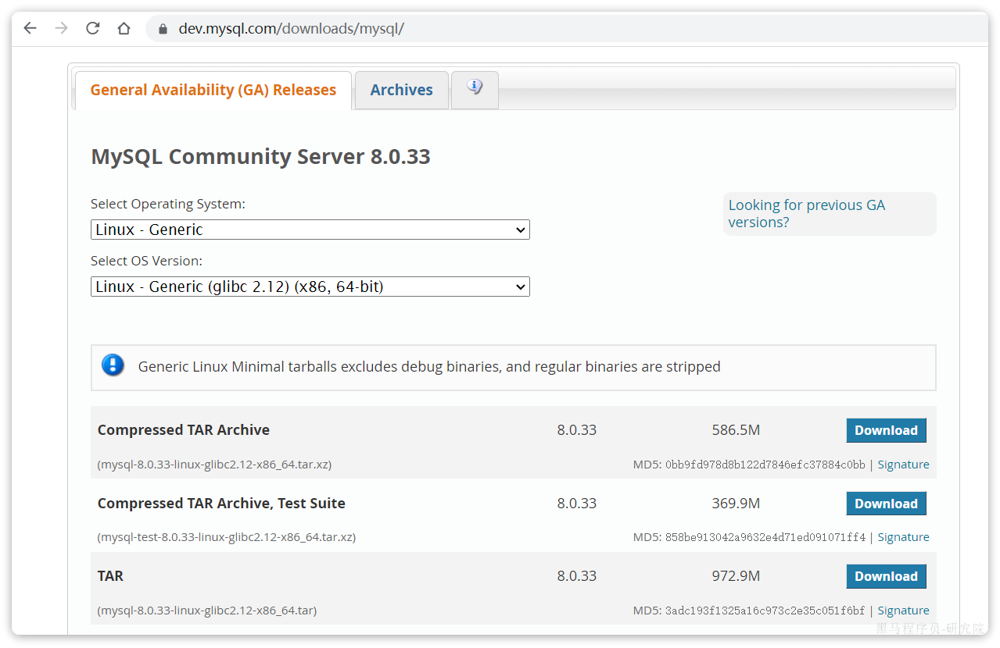 dev.mysql.com/downloads/mysql/
General Availability (GA) Releases Archives
MySQL Community Server 8.0.33
Select Operating System:
Linux - Generic
Looking for previous GA
versions?
Select OS Version:
Linux - Generic (glibc 2.12) (x86, 64-bit)
Generic Linux Minimal tarballs excludes debug binaries, and regular binaries are stripped
Compressed TAR Archive 8.0.33 586.5M Download
(mysql-8.0.33-linux-glibc2.12-x86_64.tar.xz) MD5: 0bb9fd978d8b122d7846efc37884c0bb | Signature
Compressed TAR Archive, Test Suite 8.0.33 369.9M Download
(mysql-test-8.0.33-linux-glibc2.12-x86_64.tar.xz) MD5: 858be913042a9632e4d71ed091071ff4 | Signature
TAR 8.0.33 972.9M Download
(mysql-8.0.33-linux-glibc2.12-x86_64.tar) MD5: 3adc193f1325a16c973c2e35c051f6bf | Signature
黑马程序员-研究院